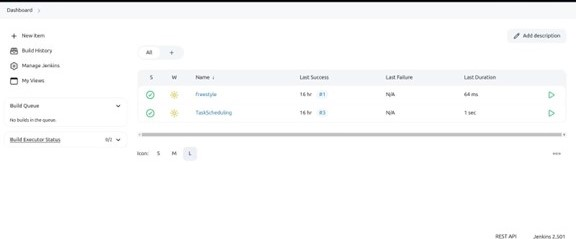 Dashboard >
New Item
Build History
Manage Jenkins
My Views
Build Queue
No builds in the queue.
Build Executor Status 0/2
Add description
All +
S W Name ↓ Last Success Last Failure Last Duration
Freestyle 16 hr #1 N/A 64 ms
TaskScheduling 16 hr #3 N/A 1 sec
Icon: S M L
REST API Jenkins 2.501